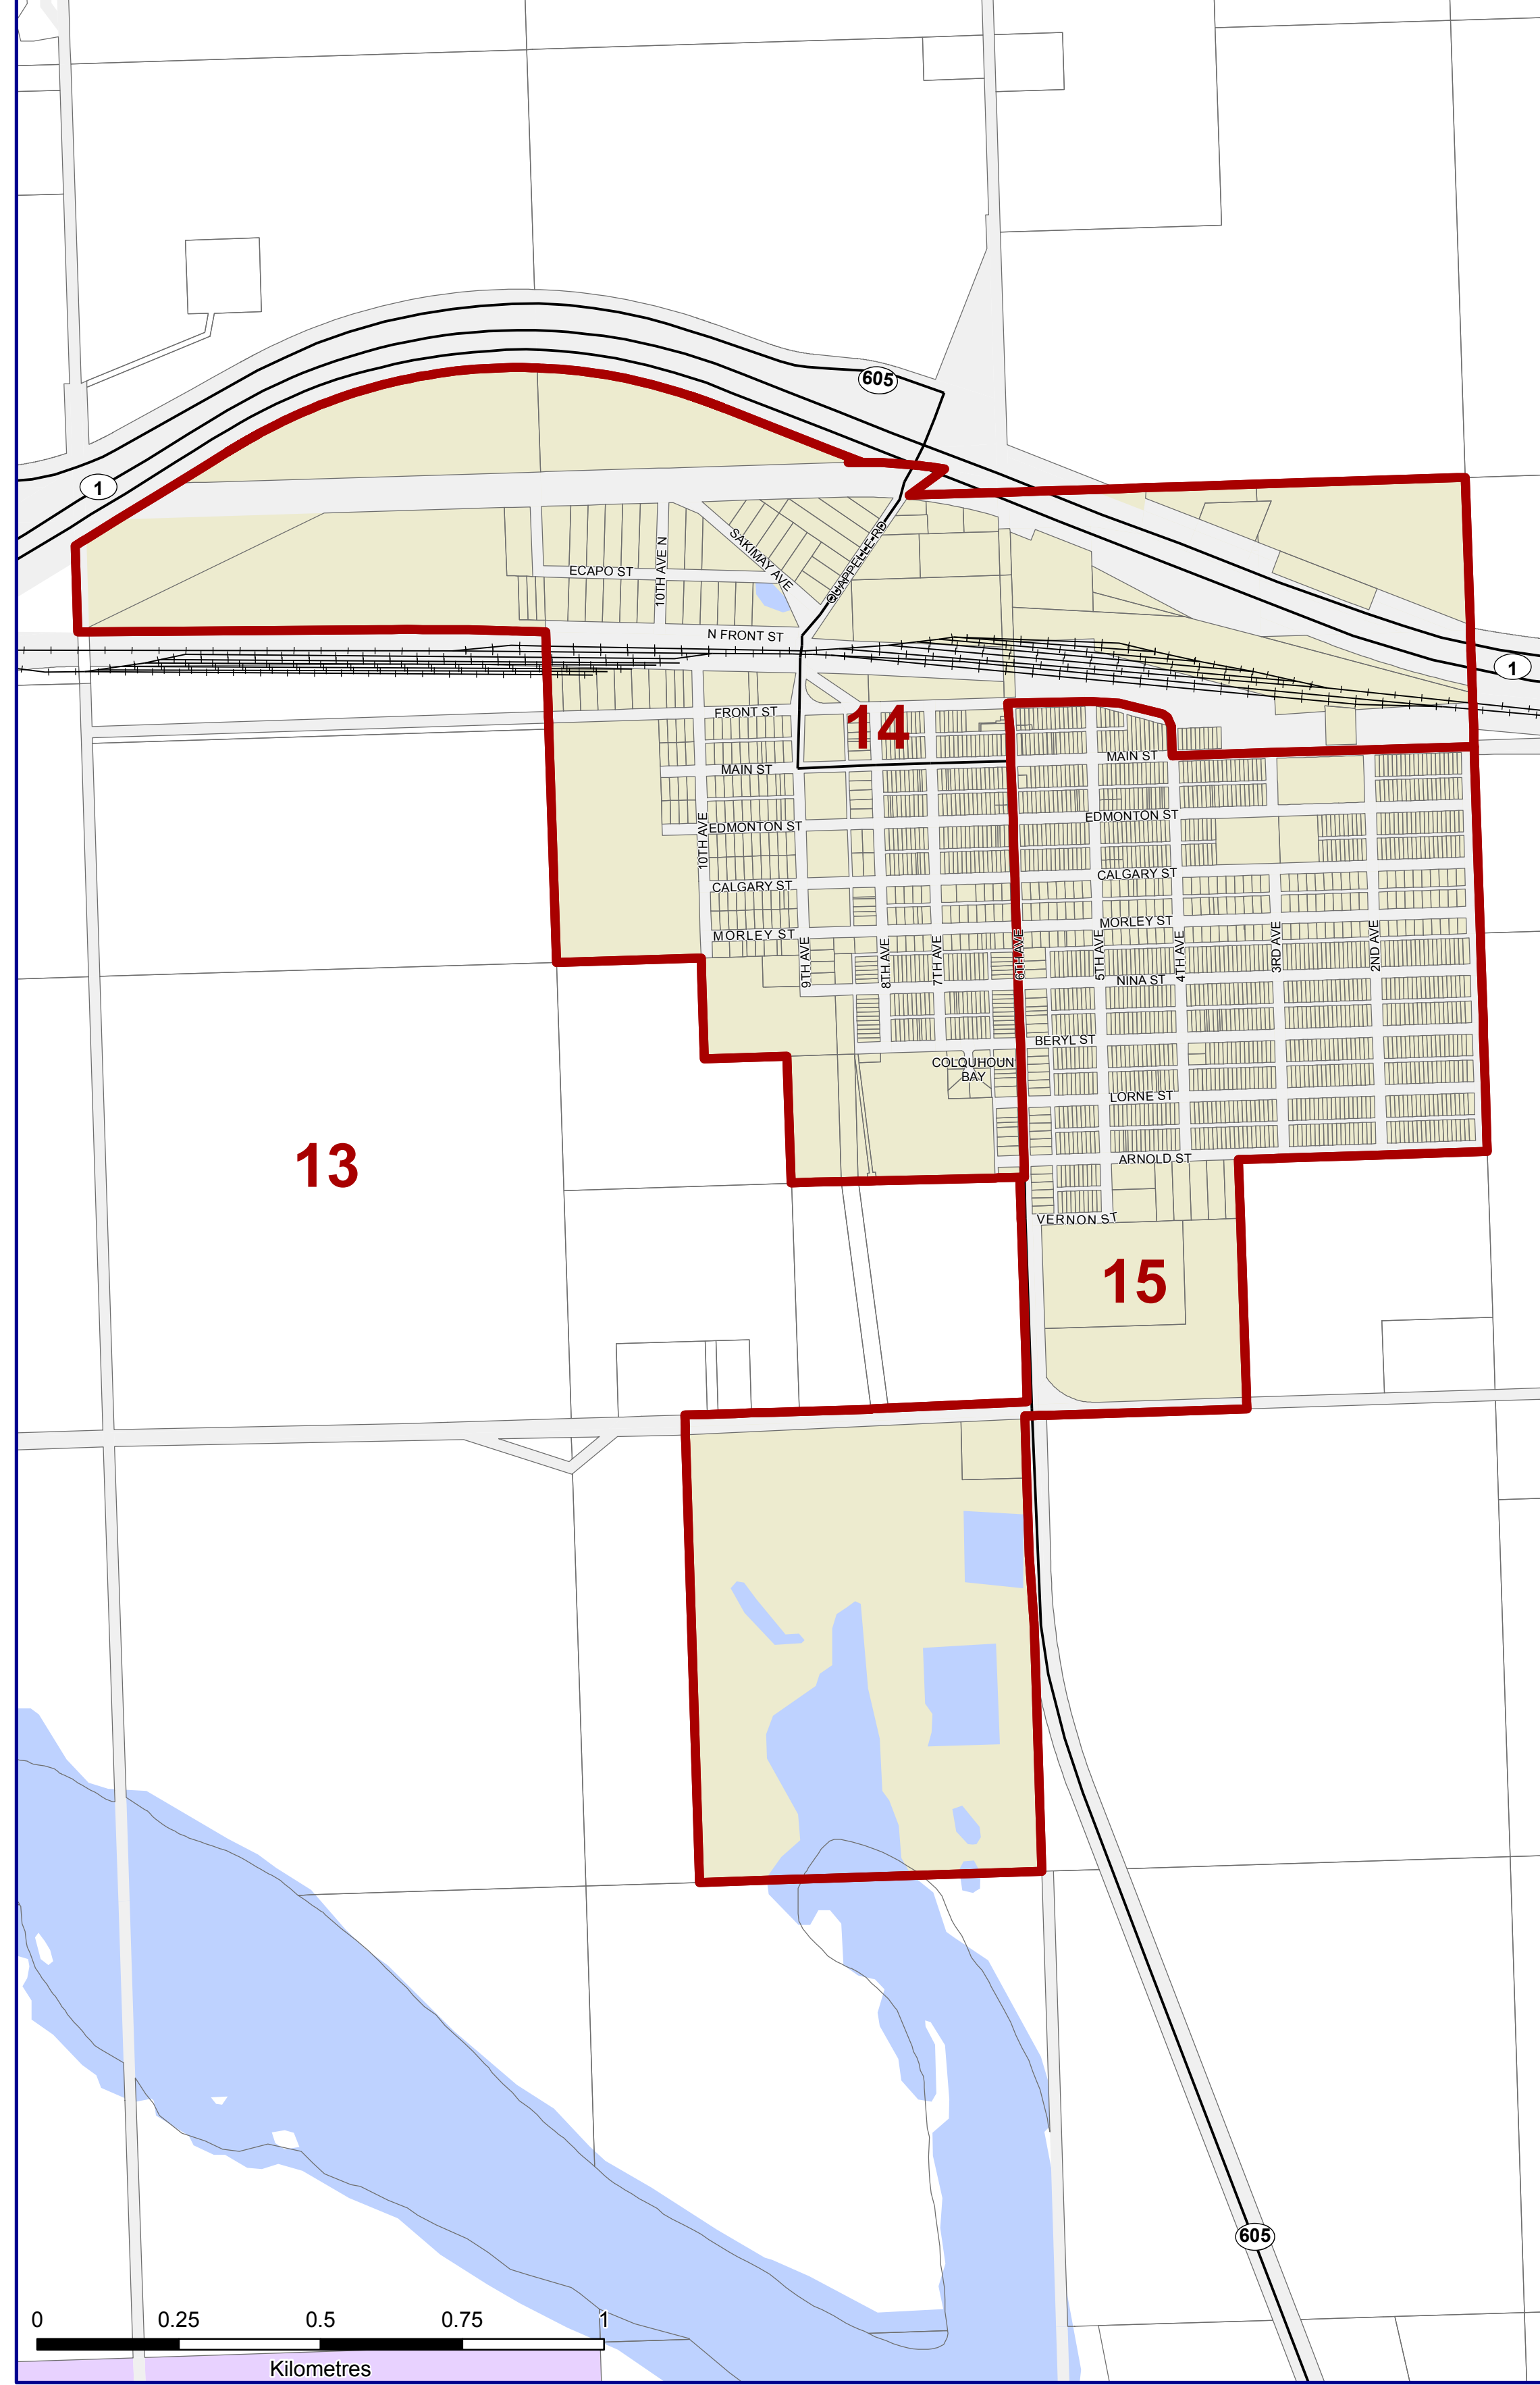 605
1
SAKIMAY AVE
QUAPPELLE RD
10TH AVE N
ECAPO ST
N FRONT ST
1
FRONT ST
14
MAIN ST
MAIN ST
EDMONTON ST
EDMONTON ST
10TH AVE
CALGARY ST
CALGARY ST
MORLEY ST
MORLEY ST
9TH AVE
8TH AVE
7TH AVE
6TH AVE
5TH AVE
4TH AVE
3RD AVE
2ND AVE
NINA ST
BERYL ST
COLQUHOUN
BAY
LORNE ST
13
ARNOLD ST
VERNON ST
15
605
0 0.25 0.5 0.75 1
Kilometres